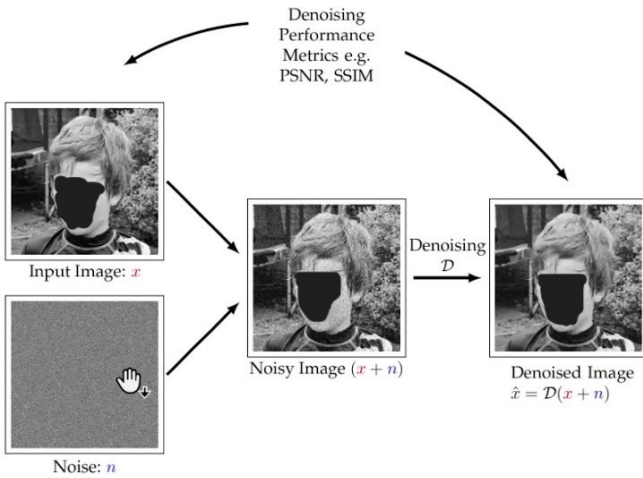 Denoising
Performance
Metrics e.g.
PSNR, SSIM
Input Image: x
Denoising
𝒟
Noisy Image (x + n)
Denoised Image
x̂ = 𝒟(x + n)
Noise: n